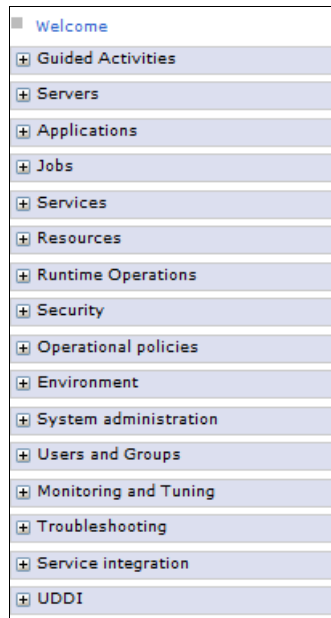 Welcome
Guided Activities
Servers
Applications
Jobs
Services
Resources
Runtime Operations
Security
Operational policies
Environment
System administration
Users and Groups
Monitoring and Tuning
Troubleshooting
Service integration
UDDI